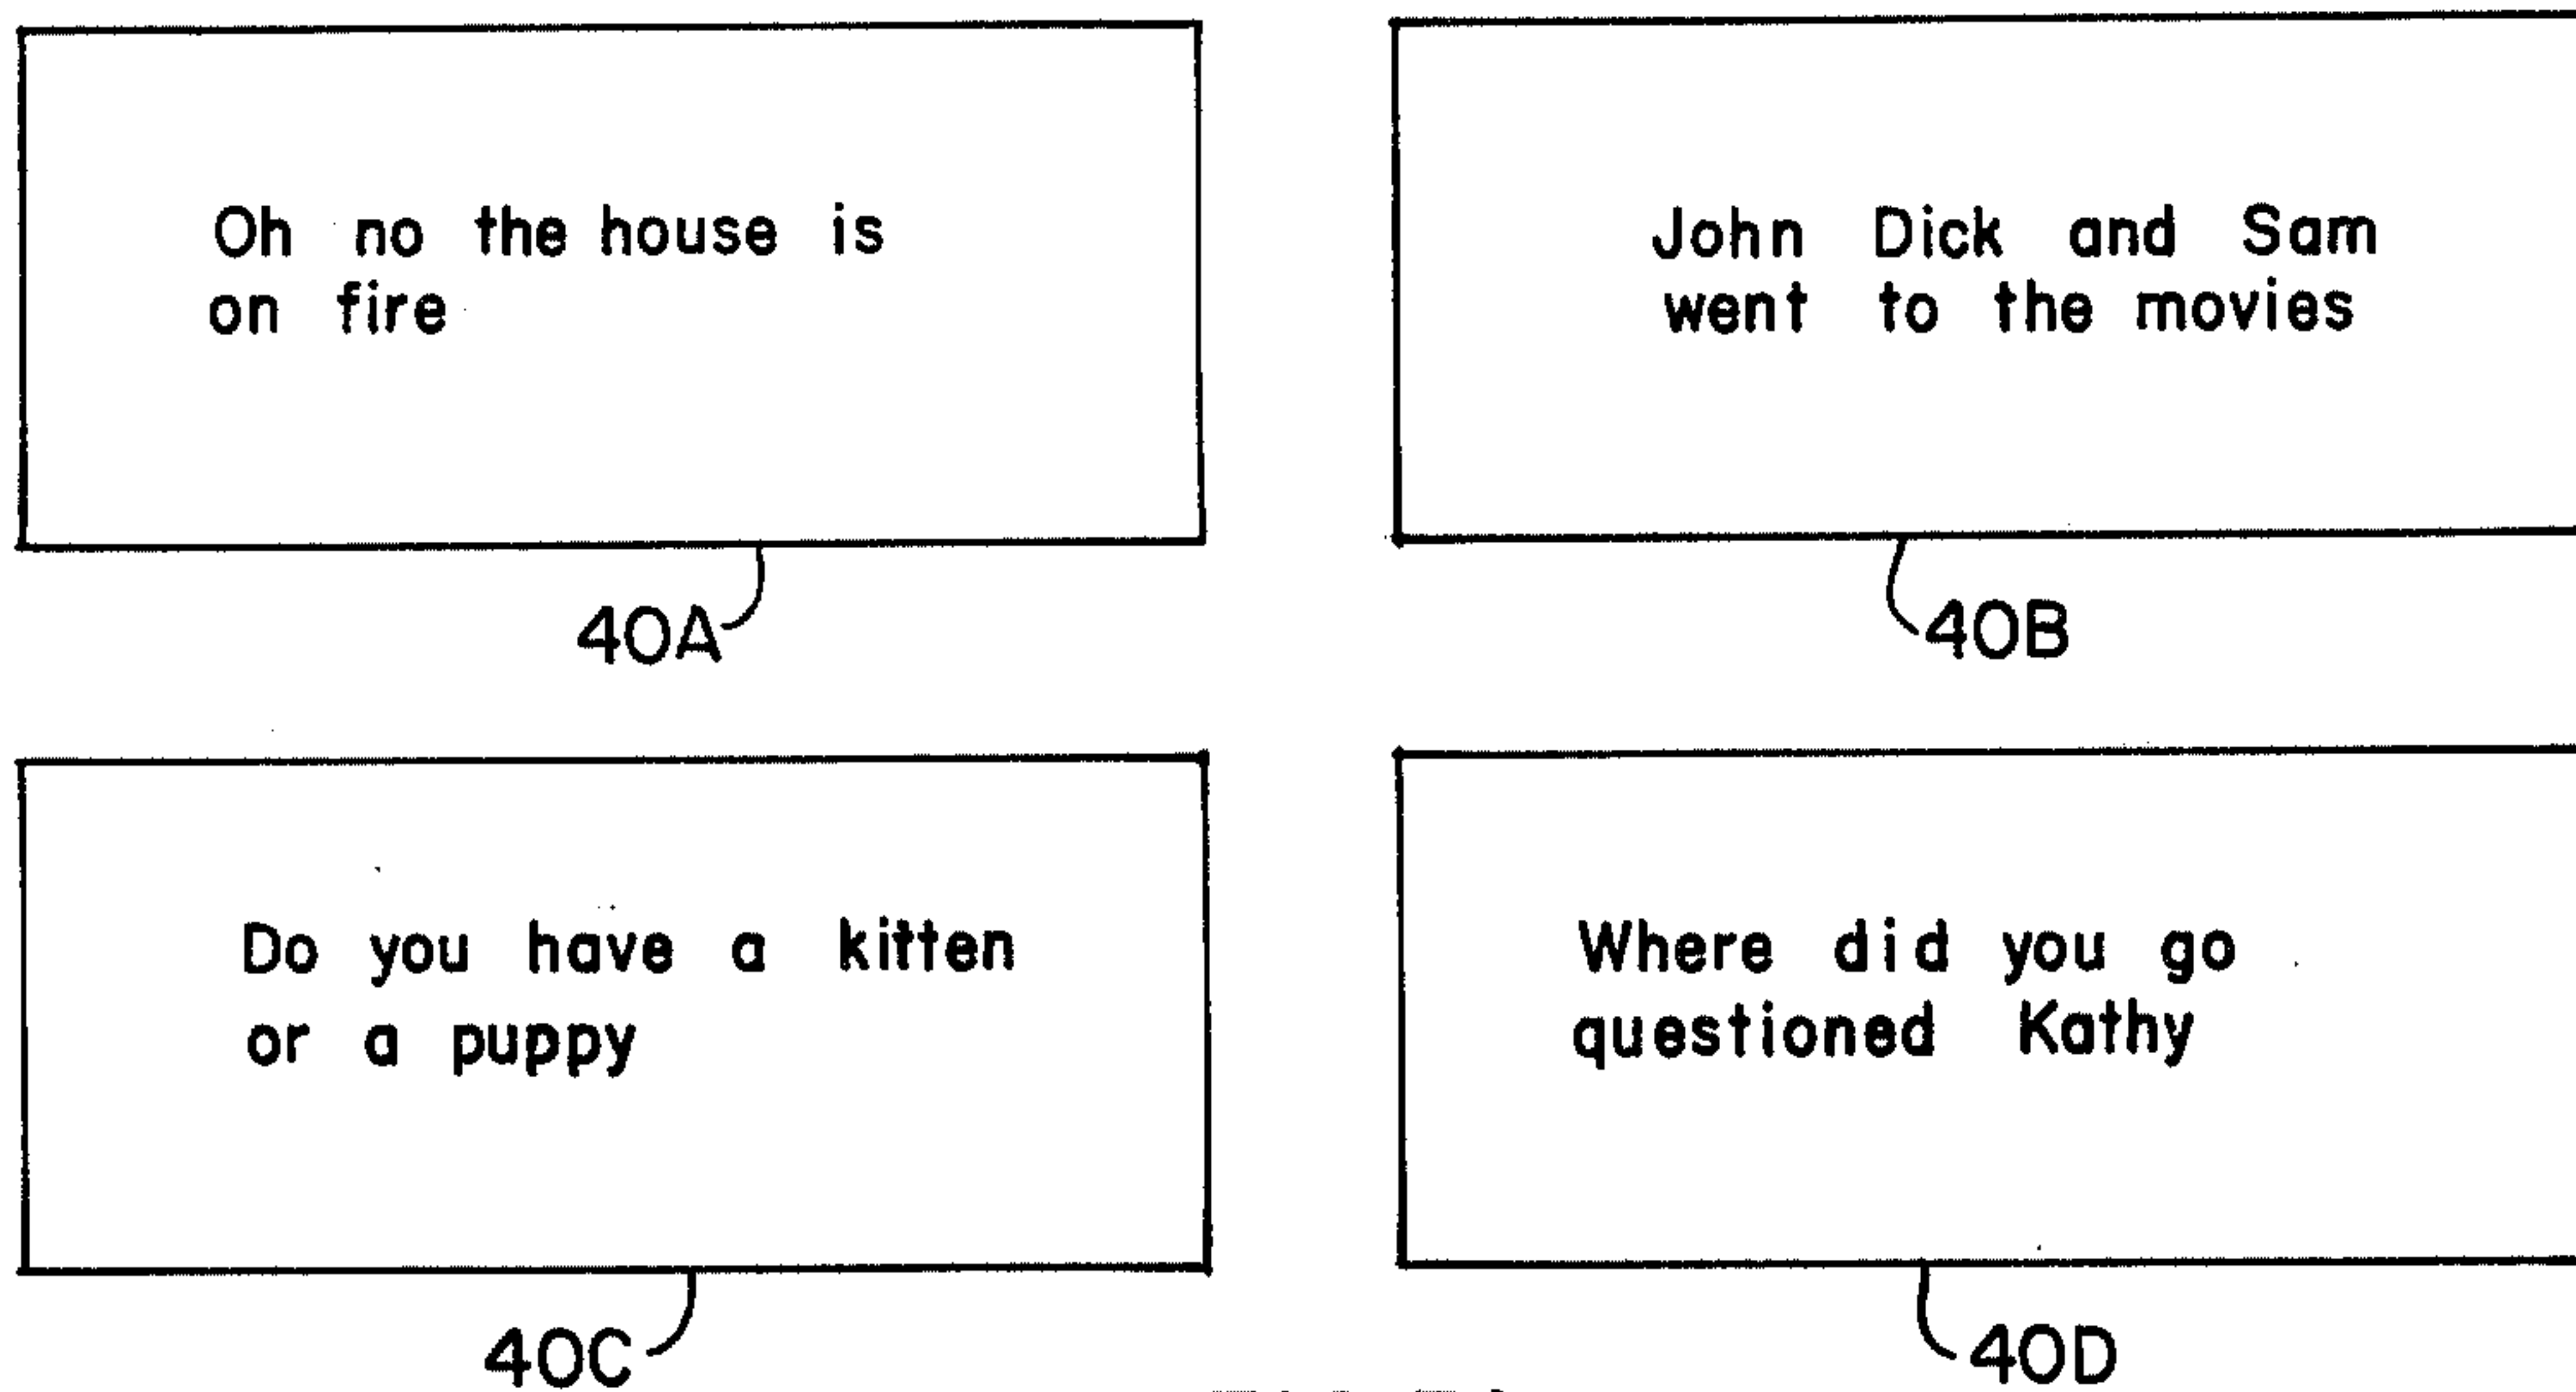 Oh no the house is
on fire
40A
John Dick and Sam
went to the movies
40B
Do you have a kitten
or a puppy
40C
Where did you go
questioned Kathy
40D